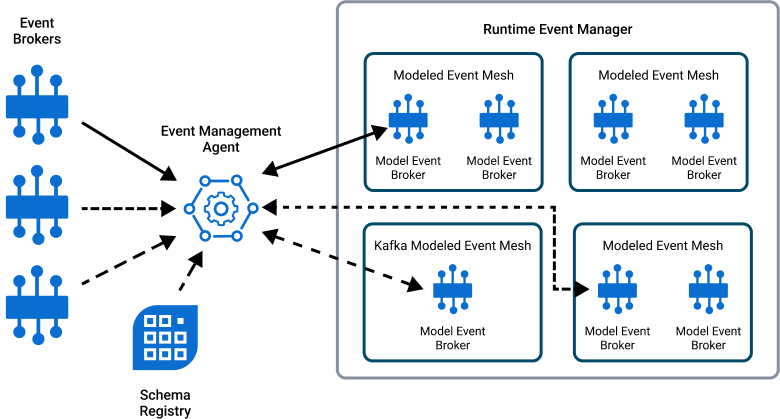 Event
Brokers
Runtime Event Manager
Modeled Event Mesh
Modeled Event Mesh
Event Management
Agent
Model Event
Broker
Model Event
Broker
Model Event
Broker
Model Event
Broker
Kafka Modeled Event Mesh
Modeled Event Mesh
Model Event
Broker
Model Event
Broker
Model Event
Broker
Schema
Registry